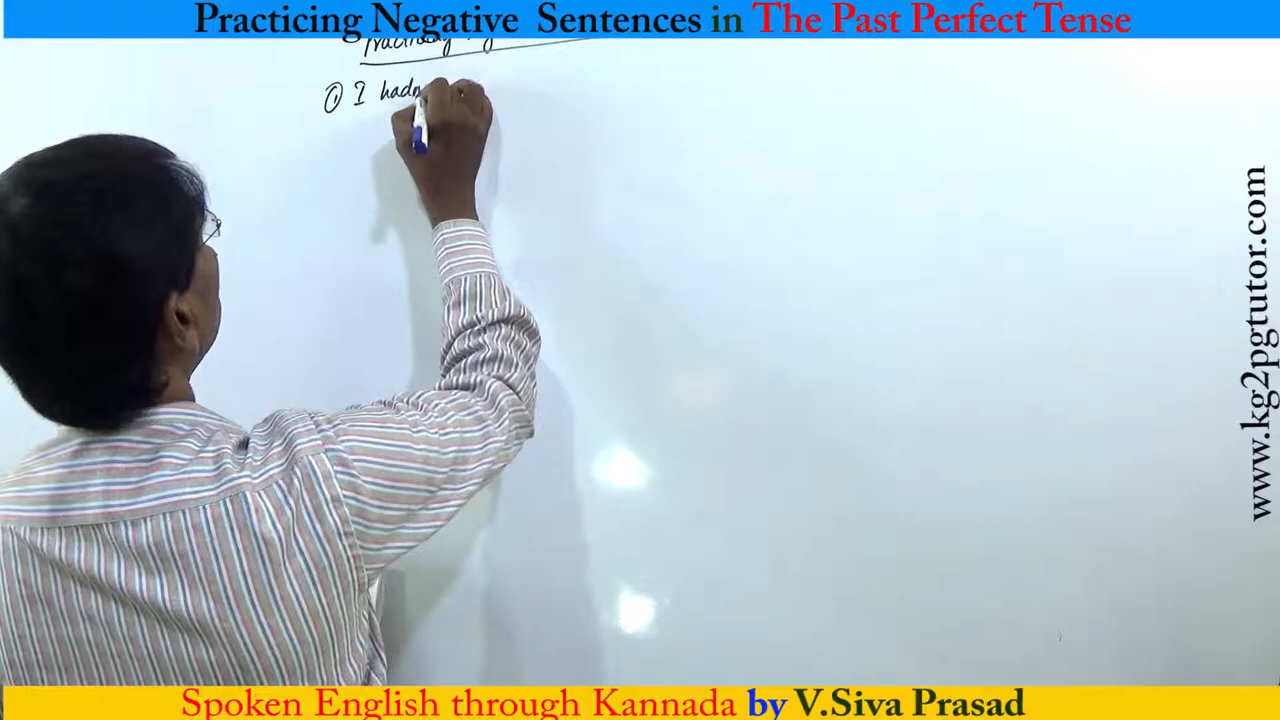 Practicing Negative Sentences in The Past Perfect Tense
Practicing
① I hadn
www.kg2pgtutor.com
Spoken English through Kannada by V.Siva Prasad